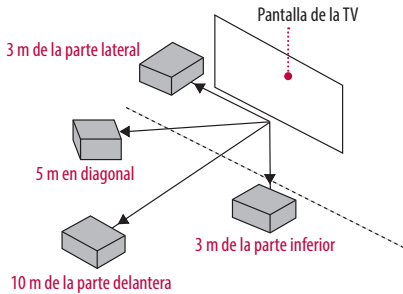 Pantalla de la TV
3 m de la parte lateral
5 m en diagonal
3 m de la parte inferior
10 m de la parte delantera